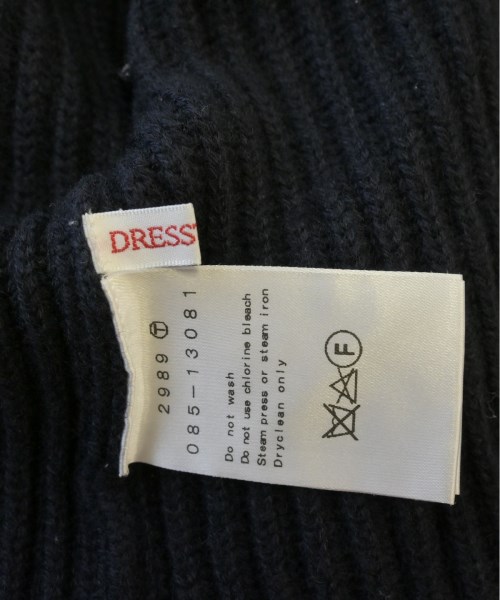 DRESS
2989 Ⓣ
085-13081
Do not wash
Do not use chlorine bleach
Steam press or steam iron
Dryclean only
F